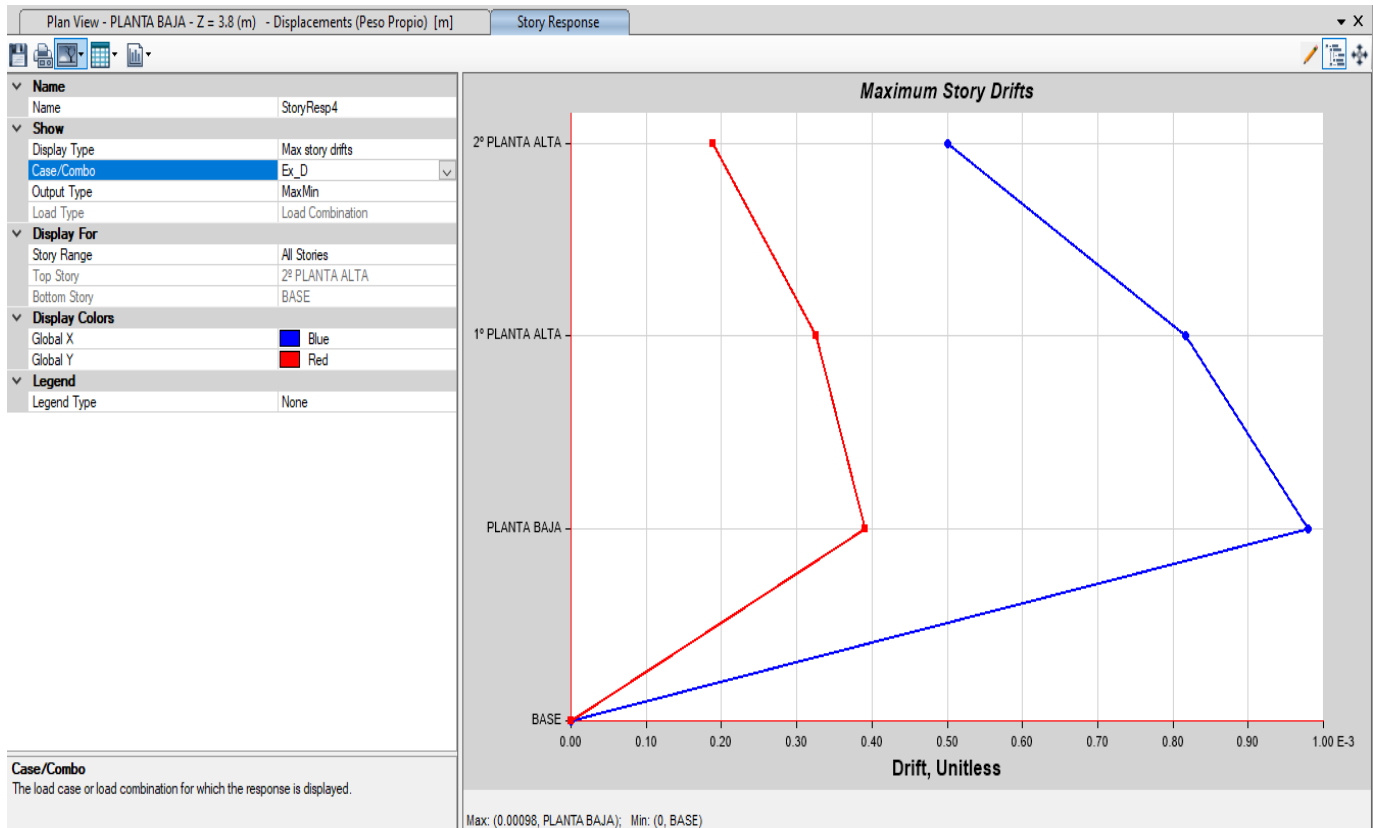 Plan View - PLANTA BAJA - Z = 3.8 (m) - Displacements (Peso Propio) [m]
Story Response
X
Name
Name StoryResp4
Show
Display Type Max story drifts
Case/Combo Ex_D
Output Type MaxMin
Load Type Load Combination
Display For
Story Range All Stories
Top Story 2ª PLANTA ALTA
Bottom Story BASE
Display Colors
Global X Blue
Global Y Red
Legend
Legend Type None
Case/Combo
The load case or load combination for which the response is displayed.
Maximum Story Drifts
2ª PLANTA ALTA
1ª PLANTA ALTA
PLANTA BAJA
BASE
0.00 0.10 0.20 0.30 0.40 0.50 0.60 0.70 0.80 0.90 1.00 E-3
Drift, Unitless
Max: (0.00098, PLANTA BAJA); Min: (0, BASE)